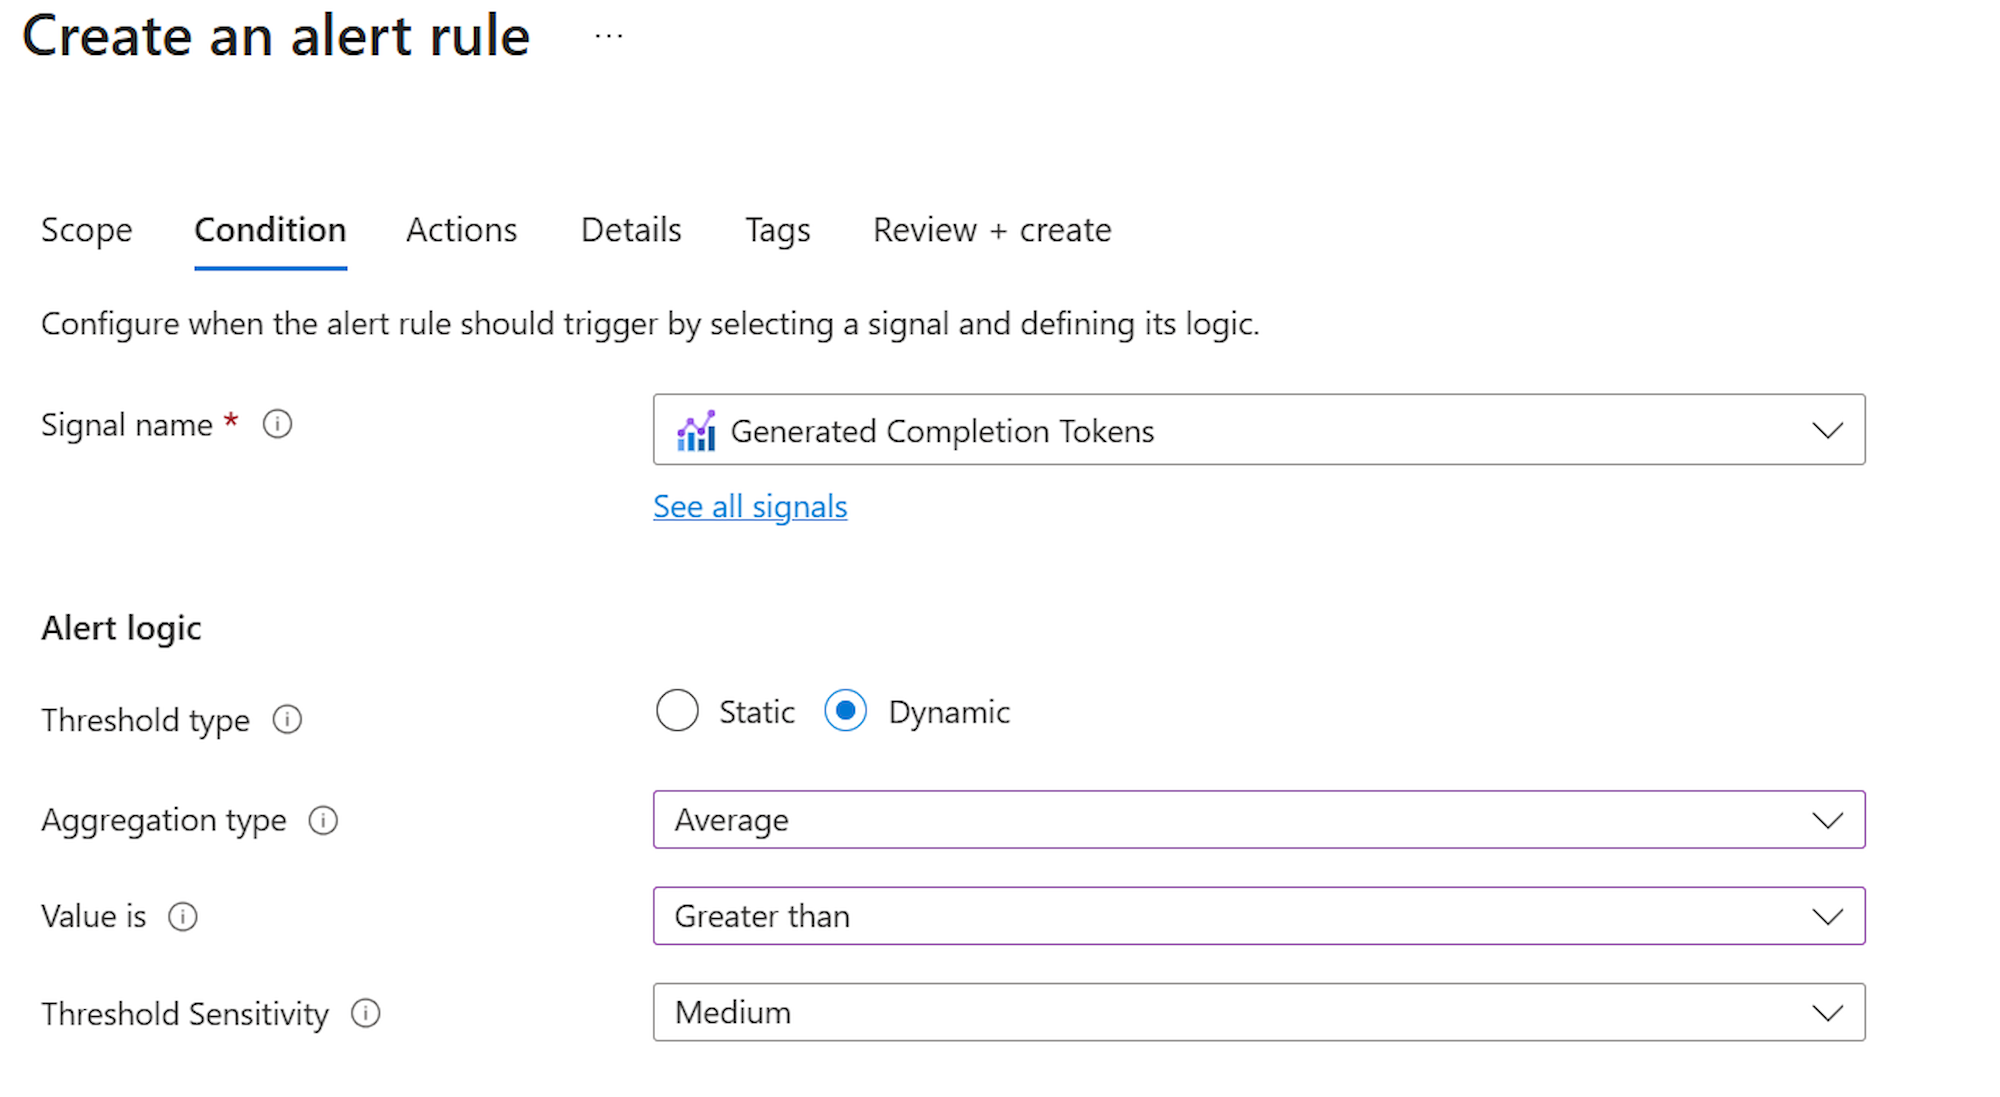 Create an alert rule ...
Scope Condition Actions Details Tags Review + create
Configure when the alert rule should trigger by selecting a signal and defining its logic.
Signal name * Generated Completion Tokens
See all signals
Alert logic
Threshold type Static Dynamic
Aggregation type Average
Value is Greater than
Threshold Sensitivity Medium